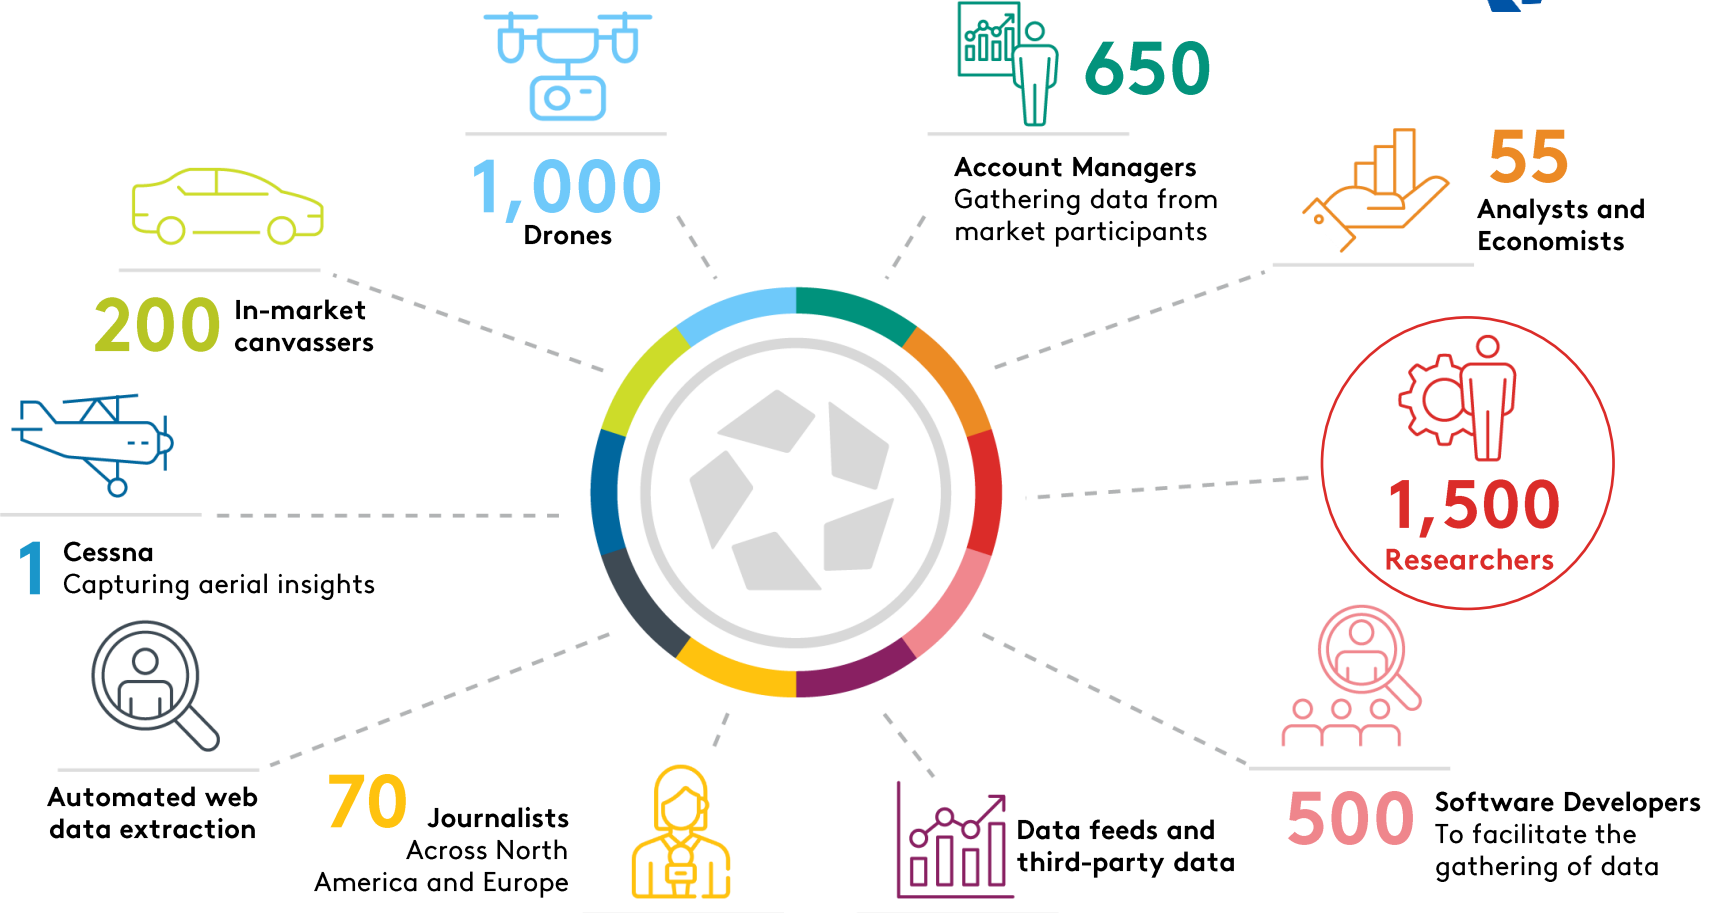 1,000
Drones
650
Account Managers
Gathering data from
market participants
55
Analysts and
Economists
200
In-market
canvassers
1,500
Researchers
1
Cessna
Capturing aerial insights
Automated web
data extraction
70
Journalists
Across North
America and Europe
Data feeds and
third-party data
500
Software Developers
To facilitate the
gathering of data